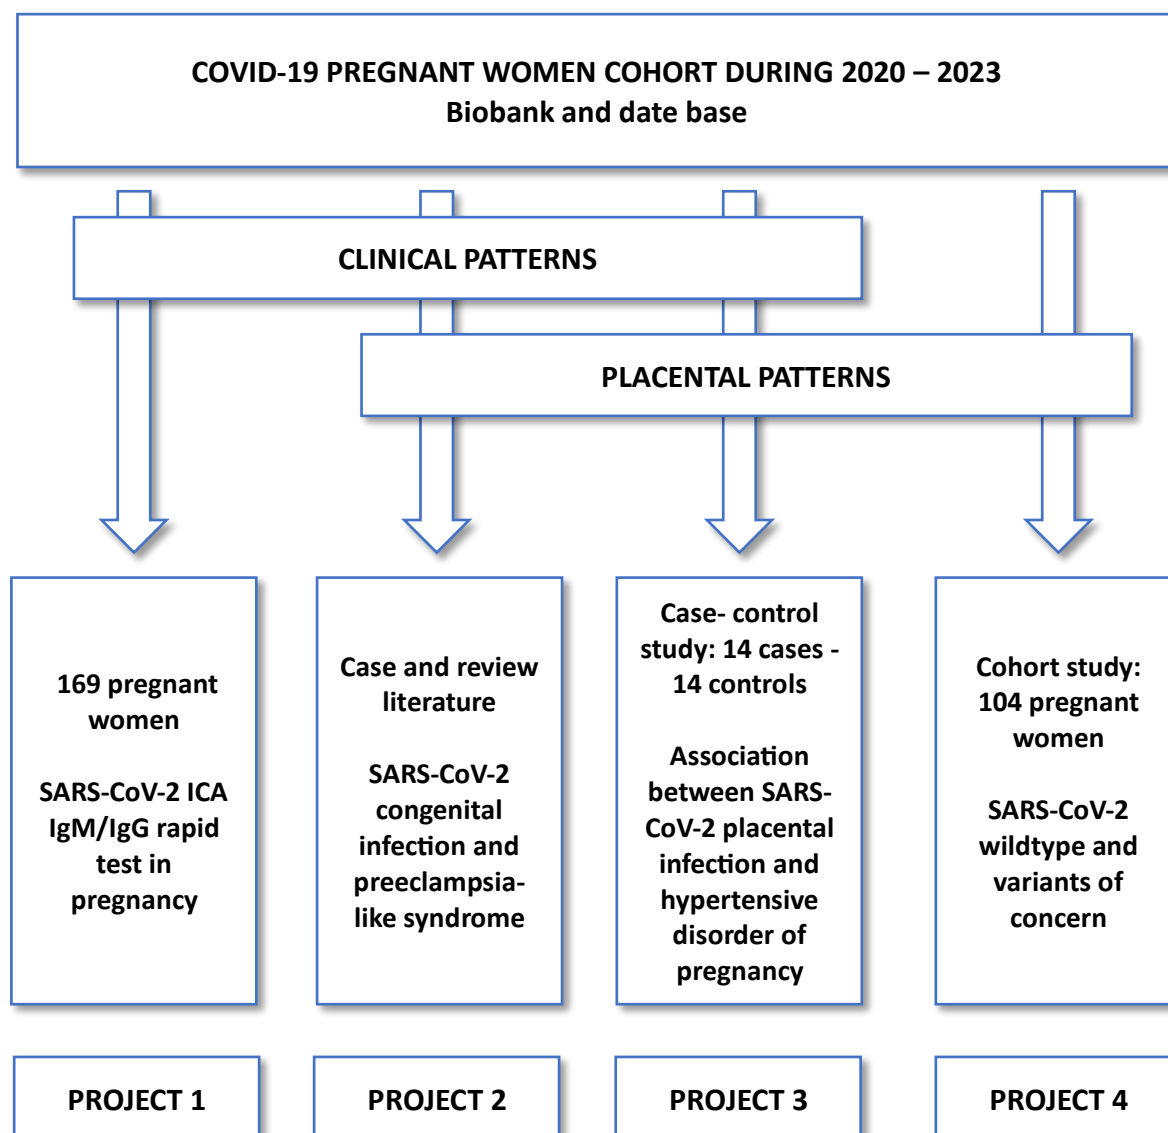 COVID-19 PREGNANT WOMEN COHORT DURING 2020 – 2023
Biobank and date base
CLINICAL PATTERNS
PLACENTAL PATTERNS
169 pregnant
women
SARS-CoV-2 ICA
IgM/IgG rapid
test in
pregnancy
Case and review
literature
SARS-CoV-2
congenital
infection and
preeclampsia-
like syndrome
Case- control
study: 14 cases -
14 controls
Association
between SARS-
CoV-2 placental
infection and
hypertensive
disorder of
pregnancy
Cohort study:
104 pregnant
women
SARS-CoV-2
wildtype and
variants of
concern
PROJECT 1
PROJECT 2
PROJECT 3
PROJECT 4